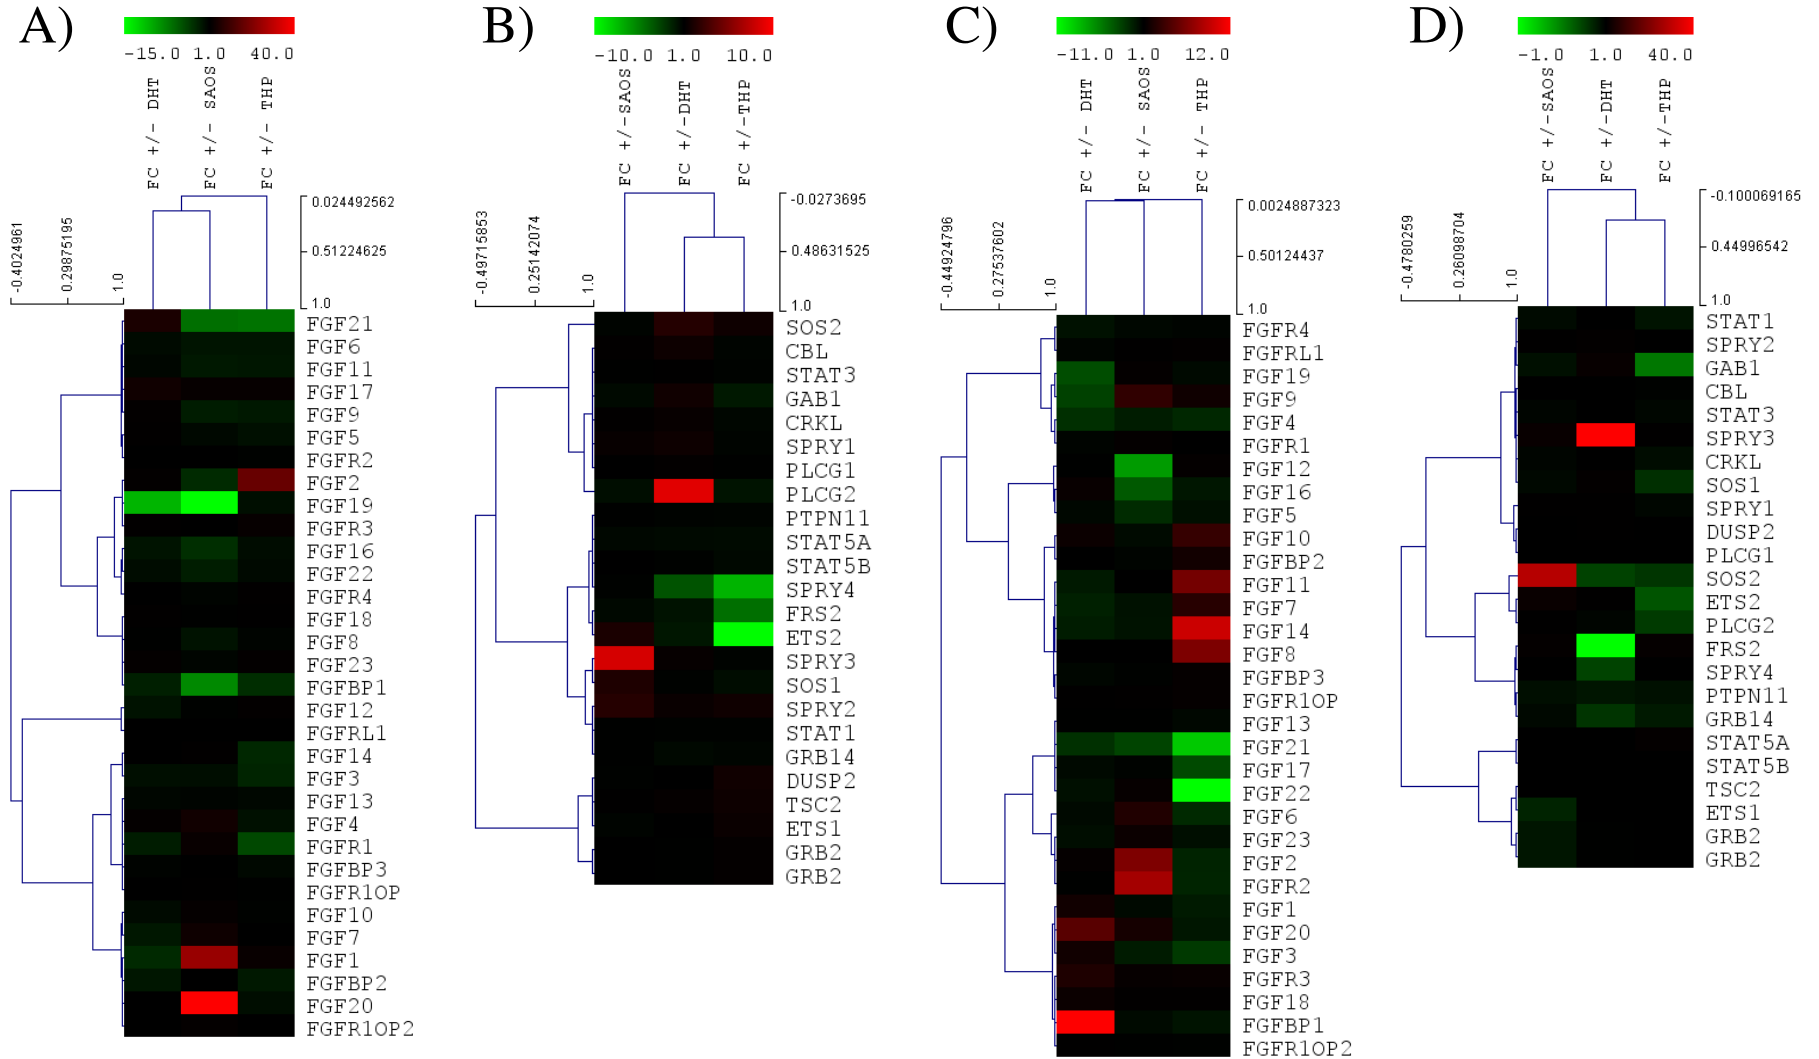 A)
-15.0 1.0 40.0
FC +/- DHT
FC +/- SAOS
FC +/- THP
0.024492562
0.51224625
1.0
-0.4024961
0.29875195
1.0
FGF21
FGF6
FGF11
FGF17
FGF9
FGF5
FGFR2
FGF2
FGF19
FGFR3
FGF16
FGF22
FGFR4
FGF18
FGF8
FGF23
FGFBP1
FGF12
FGFRL1
FGF14
FGF3
FGF13
FGF4
FGFR1
FGFBP3
FGFR1OP
FGF10
FGF7
FGF1
FGFBP2
FGF20
FGFR1OP2
B)
-10.0 1.0 10.0
FC +/-SAOS
FC +/-DHT
FC +/-THP
-0.0273695
0.48631525
1.0
-0.49715853
0.25142074
1.0
SOS2
CBL
STAT3
GAB1
CRKL
SPRY1
PLCG1
PLCG2
PTPN11
STAT5A
STAT5B
SPRY4
FRS2
ETS2
SPRY3
SOS1
SPRY2
STAT1
GRB14
DUSP2
TSC2
ETS1
GRB2
GRB2
C)
-11.0 1.0 12.0
FC +/- DHT
FC +/- SAOS
FC +/- THP
0.0024887323
0.50124437
1.0
-0.44924796
0.27537602
1.0
FGFR4
FGFRL1
FGF19
FGF9
FGF4
FGFR1
FGF12
FGF16
FGF5
FGF10
FGFBP2
FGF11
FGF7
FGF14
FGF8
FGFBP3
FGFR1OP
FGF13
FGF21
FGF17
FGF22
FGF6
FGF23
FGF2
FGFR2
FGF1
FGF20
FGF3
FGFR3
FGF18
FGFBP1
FGFR1OP2
D)
-1.0 1.0 40.0
FC +/-SAOS
FC +/-DHT
FC +/-THP
-0.100069165
0.44996542
1.0
-0.4780259
0.26098704
1.0
STAT1
SPRY2
GAB1
CBL
STAT3
SPRY3
CRKL
SOS1
SPRY1
DUSP2
PLCG1
SOS2
ETS2
PLCG2
FRS2
SPRY4
PTPN11
GRB14
STAT5A
STAT5B
TSC2
ETS1
GRB2
GRB2